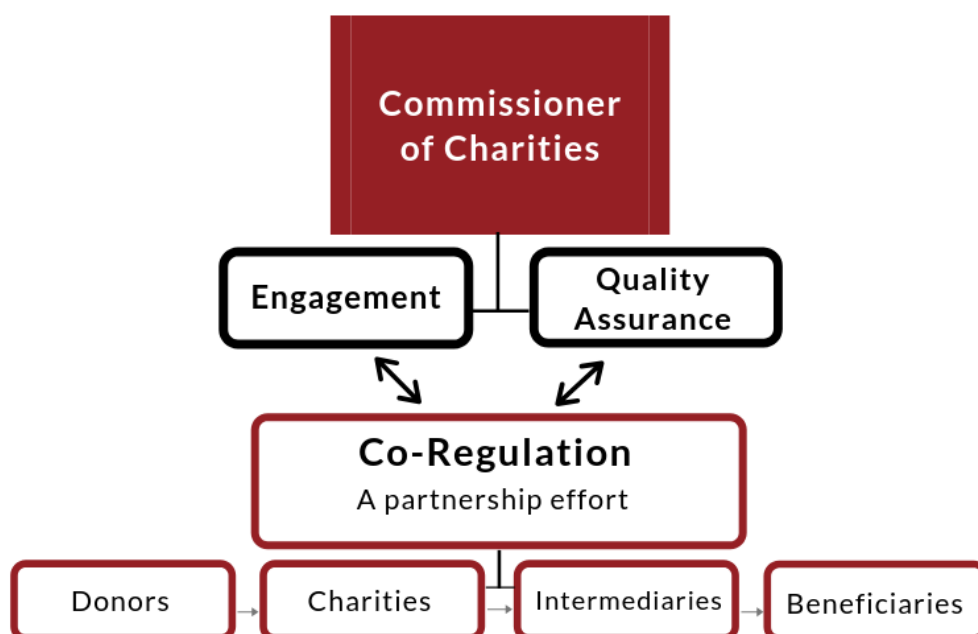 Commissioner
of Charities
Engagement
Quality
Assurance
Co-Regulation
A partnership effort
Donors
Charities
Intermediaries
Beneficiaries